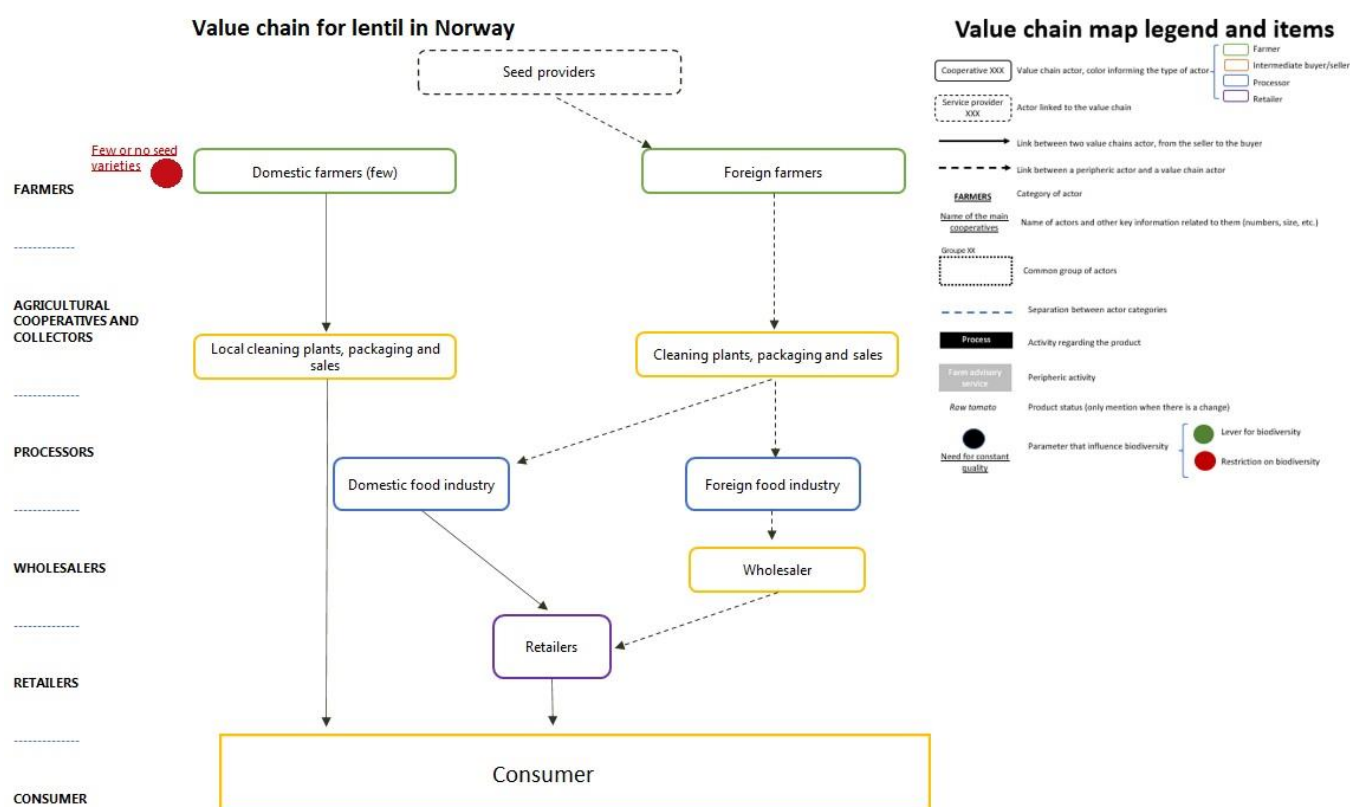 Value chain for lentil in Norway
Seed providers
Few or no seed
varieties
Domestic farmers (few)
Foreign farmers
FARMERS
AGRICULTURAL
COOPERATIVES AND
COLLECTORS
Local cleaning plants, packaging and
sales
Cleaning plants, packaging and sales
PROCESSORS
Domestic food industry
Foreign food industry
WHOLESALERS
Wholesaler
Retailers
RETAILERS
Consumer
CONSUMER
Value chain map legend and items
Cooperative XXX
Value chain actor, color informing the type of actor
Farmer
Intermediate buyer/seller
Processor
Retailer
Service provider
XXX
Actor linked to the value chain
Link between two value chains actor, from the seller to the buyer
Link between a peripheric actor and a value chain actor
FARMERS
Category of actor
Name of the main
cooperatives
Name of actors and other key information related to them (numbers, size, etc.)
Groupe XX
Common group of actors
Separation between actor categories
Process
Activity regarding the product
Farm advisory
service
Peripheric activity
Raw tomato
Product status (only mention when there is a change)
Need for constant
quality
Parameter that influence biodiversity
Lever for biodiversity
Restriction on biodiversity